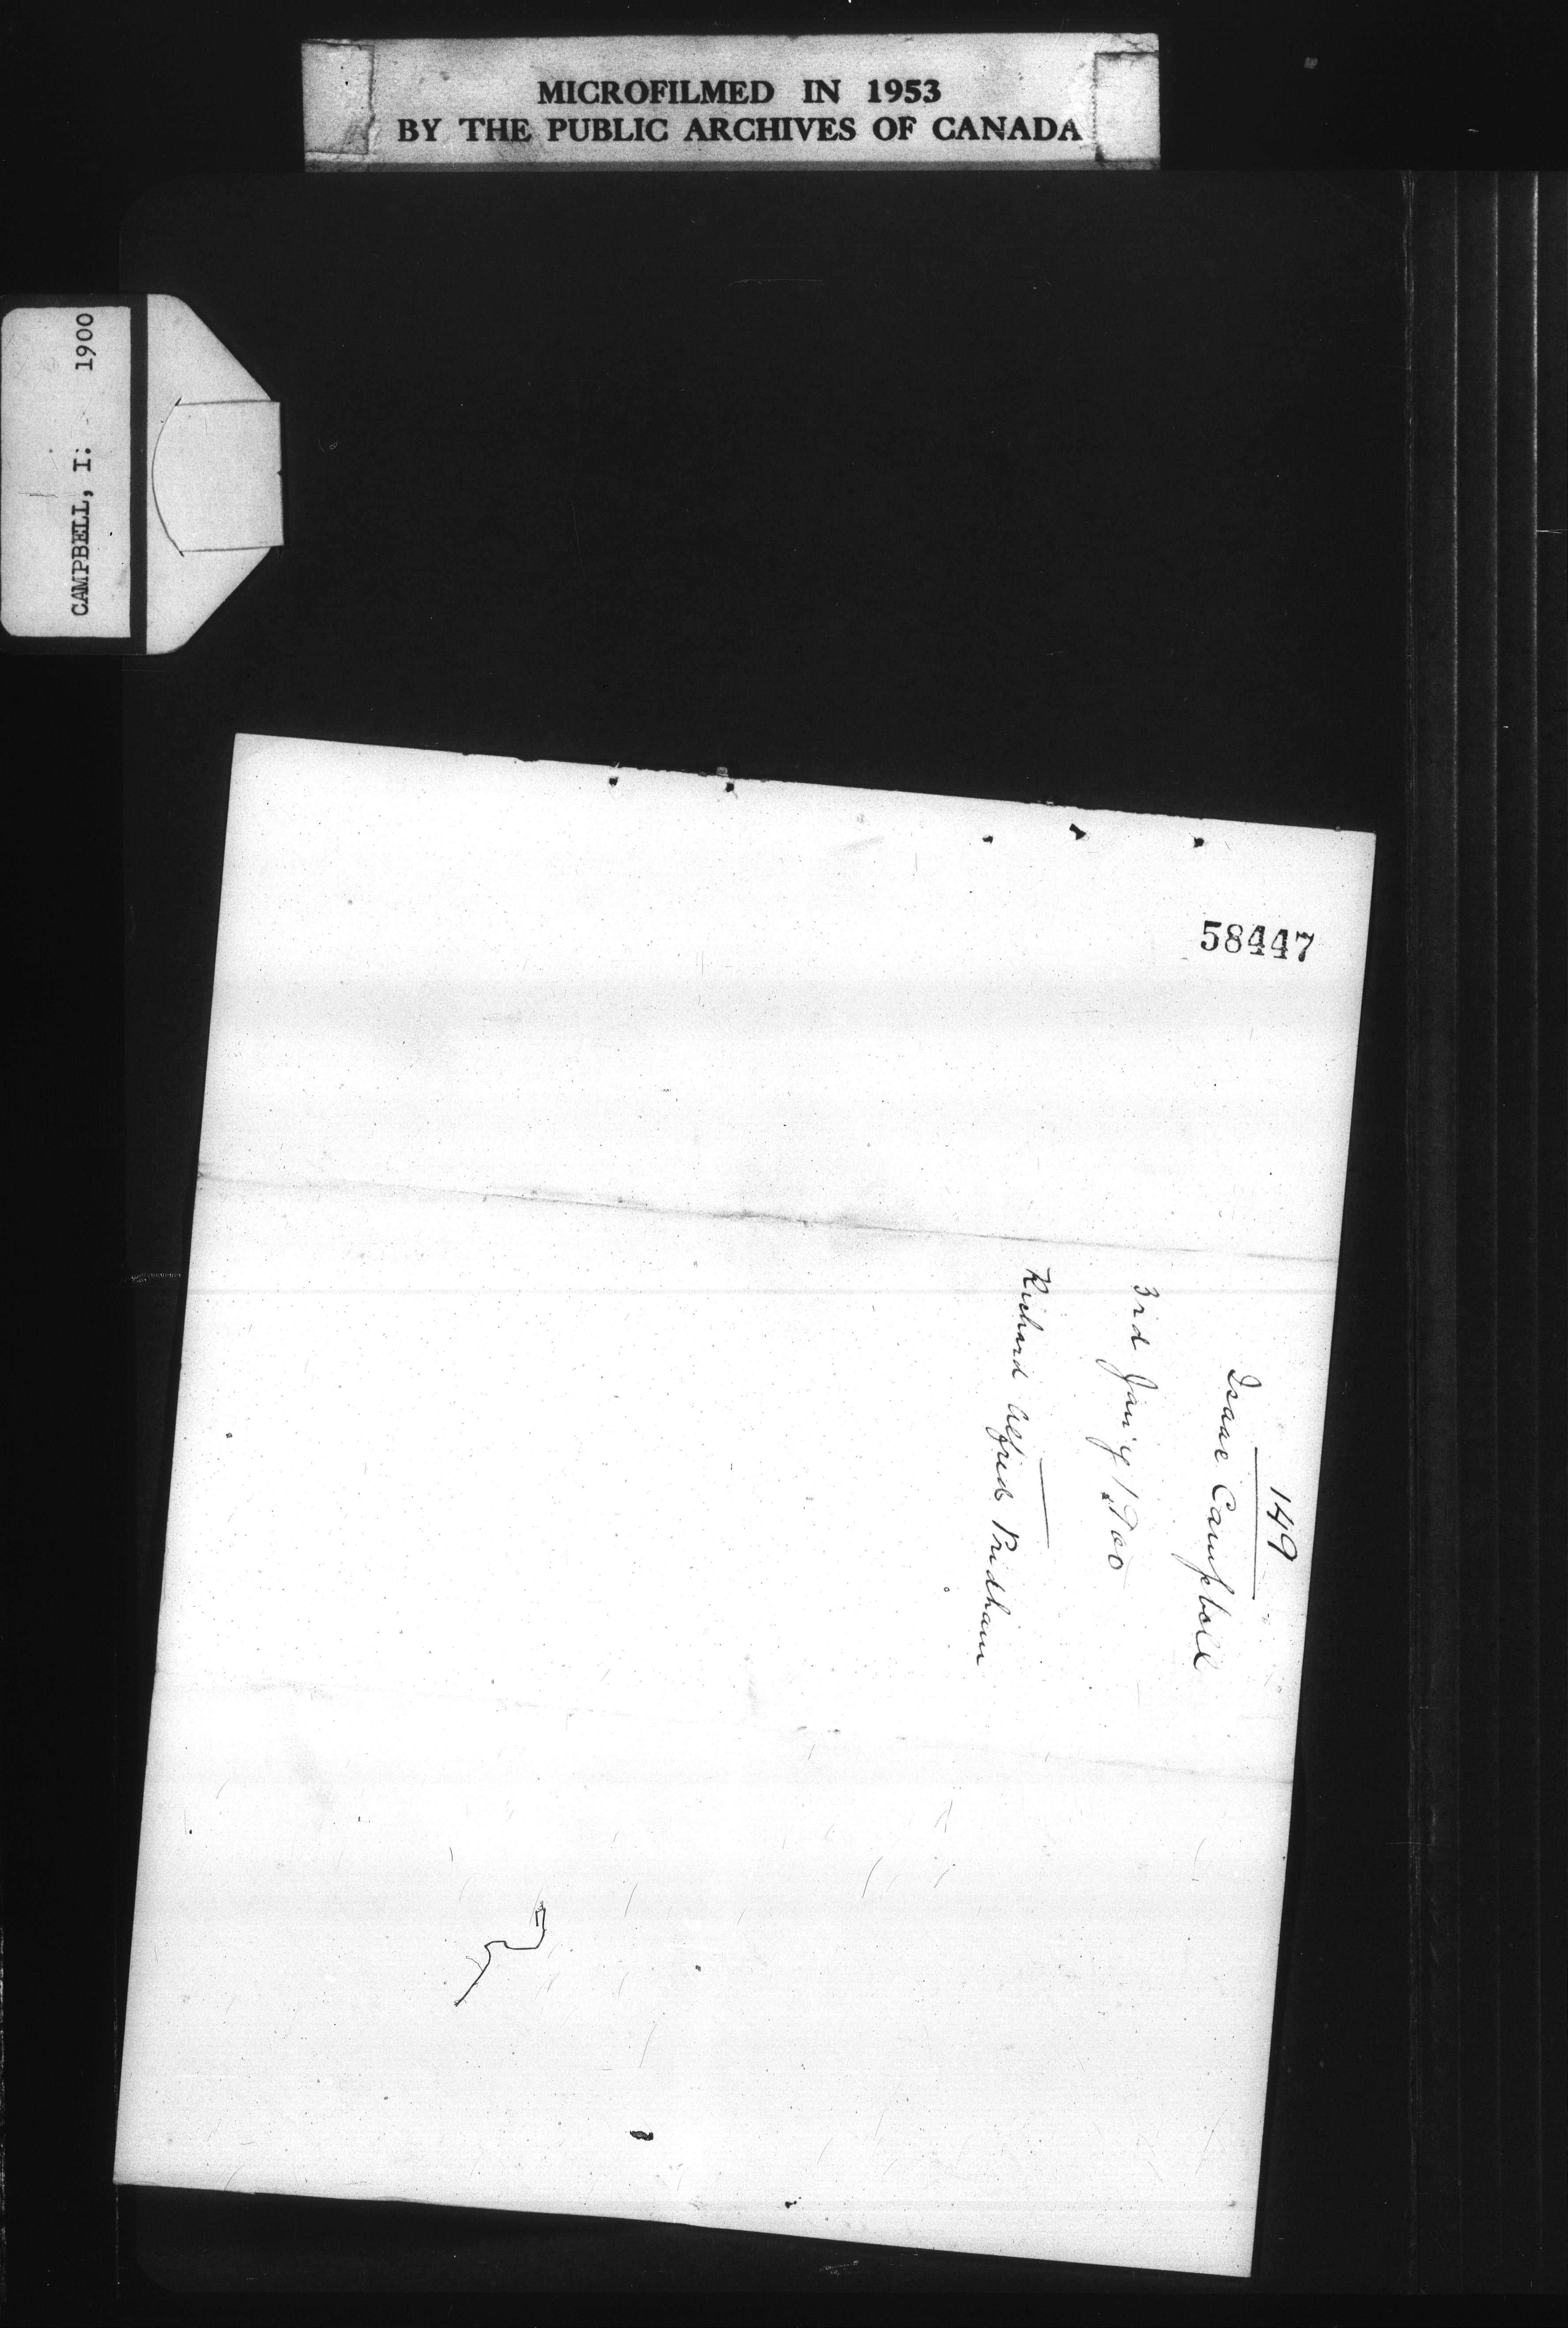 MICROFILMED IN 1953
BY THE PUBLIC ARCHIVES OF CANADA
CAMPBELL, I. 1900
58447
149
Isaac Campbell
3rd Jan'y 1900
Richard Alfred Pridham